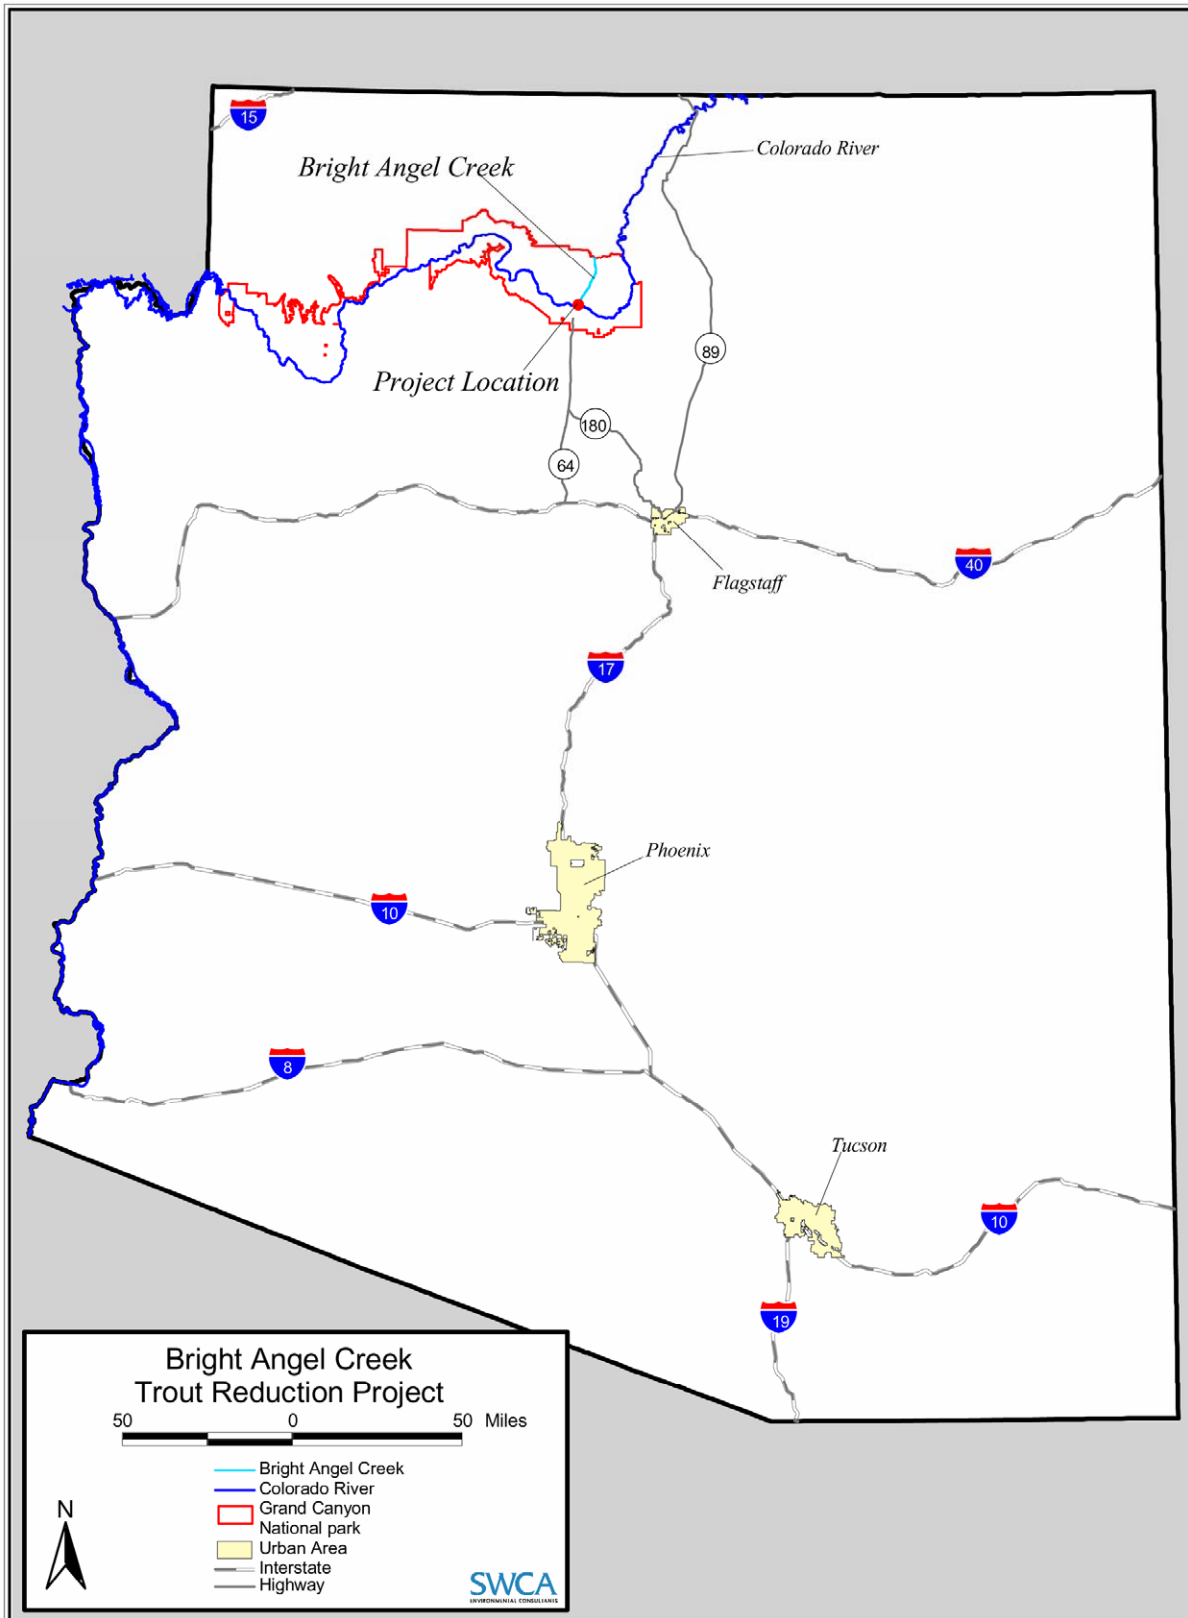 15
Colorado River
Bright Angel Creek
89
Project Location
180
64
40
Flagstaff
17
Phoenix
10
8
Tucson
10
19
Bright Angel Creek
Trout Reduction Project
50 0 50 Miles
Bright Angel Creek
Colorado River
Grand Canyon
National park
Urban Area
Interstate
Highway
N
SWCA
ENVIRONMENTAL CONSULTANTS